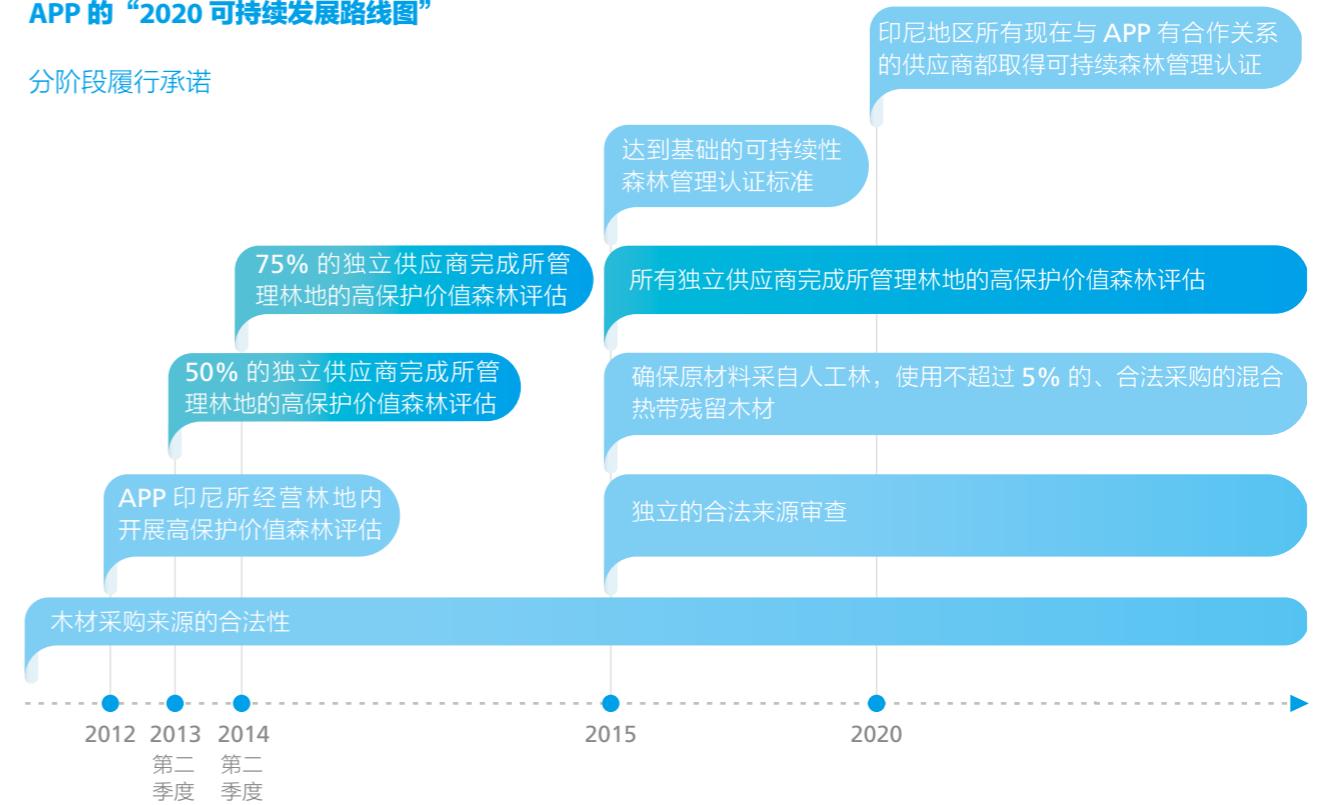 APP 的“2020 可持续发展路线图”
分阶段履行承诺
印尼地区所有现在与 APP 有合作关系
的供应商都取得可持续森林管理认证
达到基础的可持续性
森林管理认证标准
75% 的独立供应商完成所管
理林地的高保护价值森林评估
所有独立供应商完成所管理林地的高保护价值森林评估
50% 的独立供应商完成所管
理林地的高保护价值森林评估
确保原材料采自人工林，使用不超过 5% 的、合法采购的混合
热带残留木材
APP 印尼所经营林地内
开展高保护价值森林评估
独立的合法来源审查
木材采购来源的合法性
2012
2013
第二
季度
2014
第二
季度
2015
2020